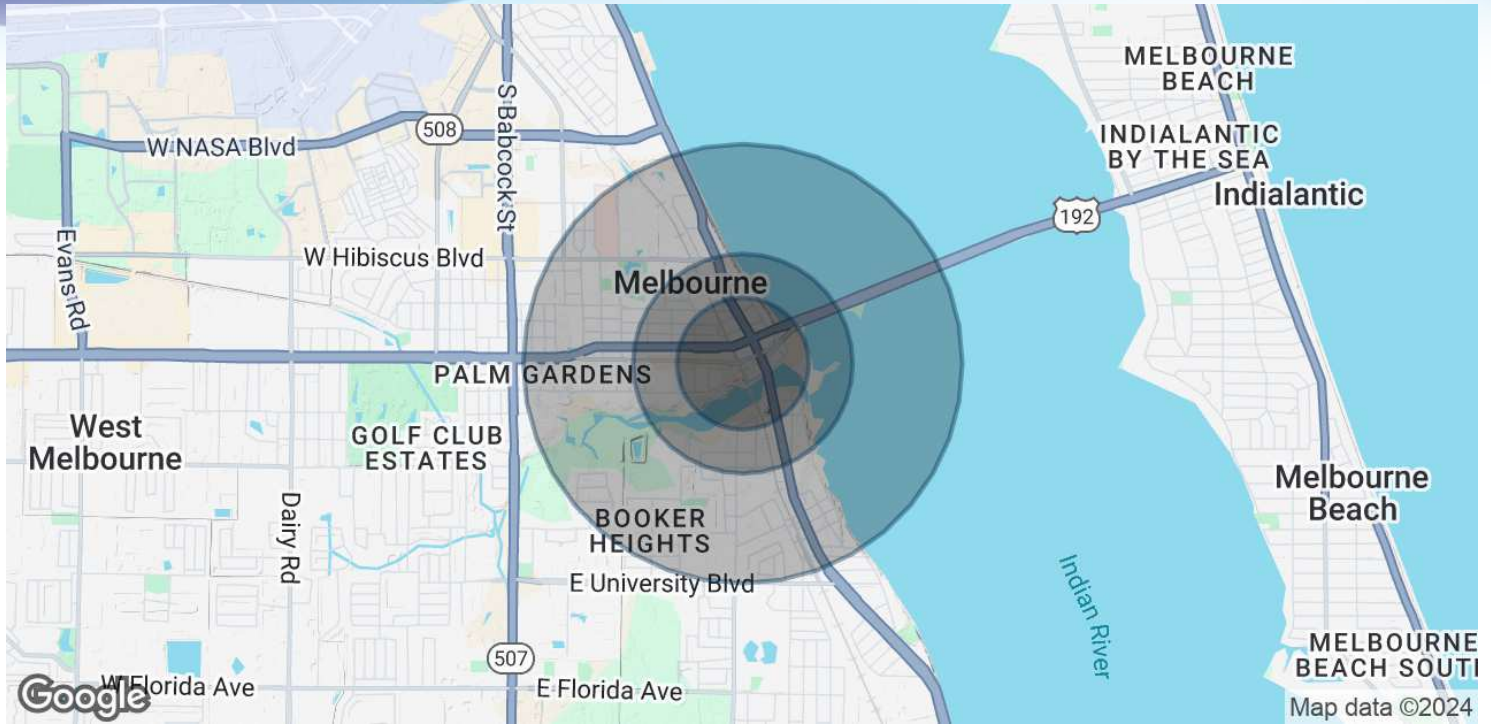 MELBOURNE
BEACH
S Babcock St
508
W NASA Blvd
INDIALANTIC
BY THE SEA
Indialantic
192
Evans Rd
W Hibiscus Blvd
Melbourne
PALM GARDENS
West
Melbourne
GOLF CLUB
ESTATES
Dairy Rd
BOOKER
HEIGHTS
Melbourne
Beach
E University Blvd
Indian River
507
MELBOURNE
BEACH SOUTH
Google
W Florida Ave
E Florida Ave
Map data ©2024